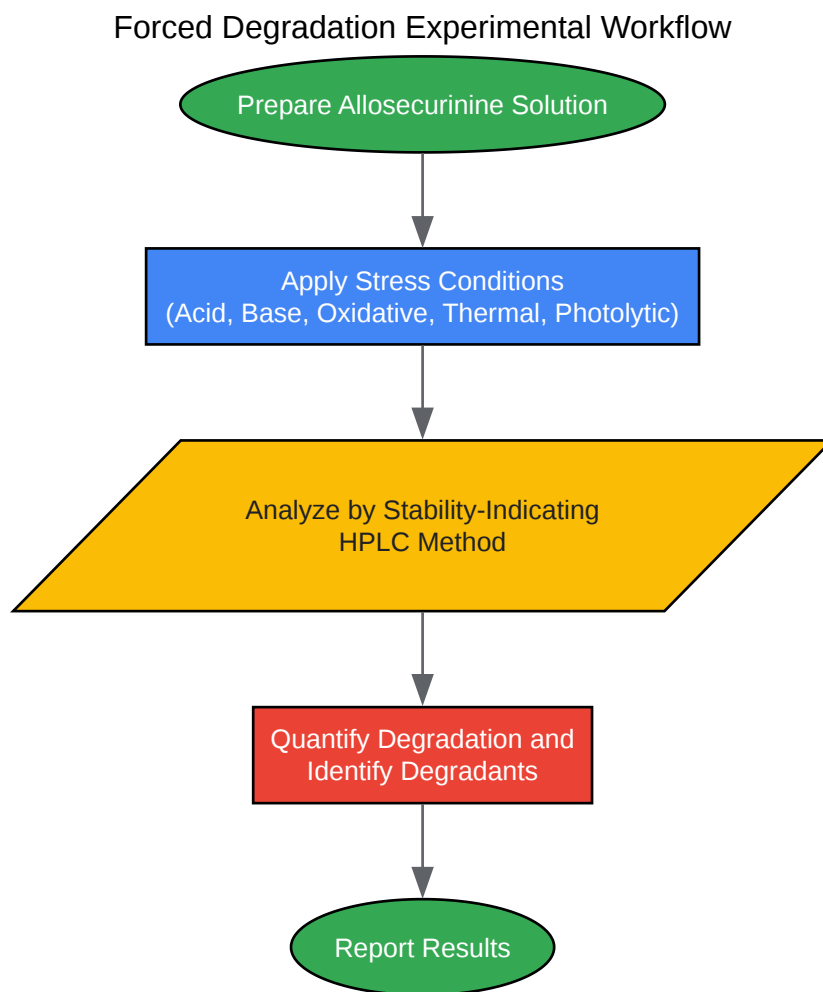 Forced Degradation Experimental Workflow
Prepare Allosecurinine Solution
Apply Stress Conditions
(Acid, Base, Oxidative, Thermal, Photolytic)
Analyze by Stability-Indicating
HPLC Method
Quantify Degradation and
Identify Degradants
Report Results